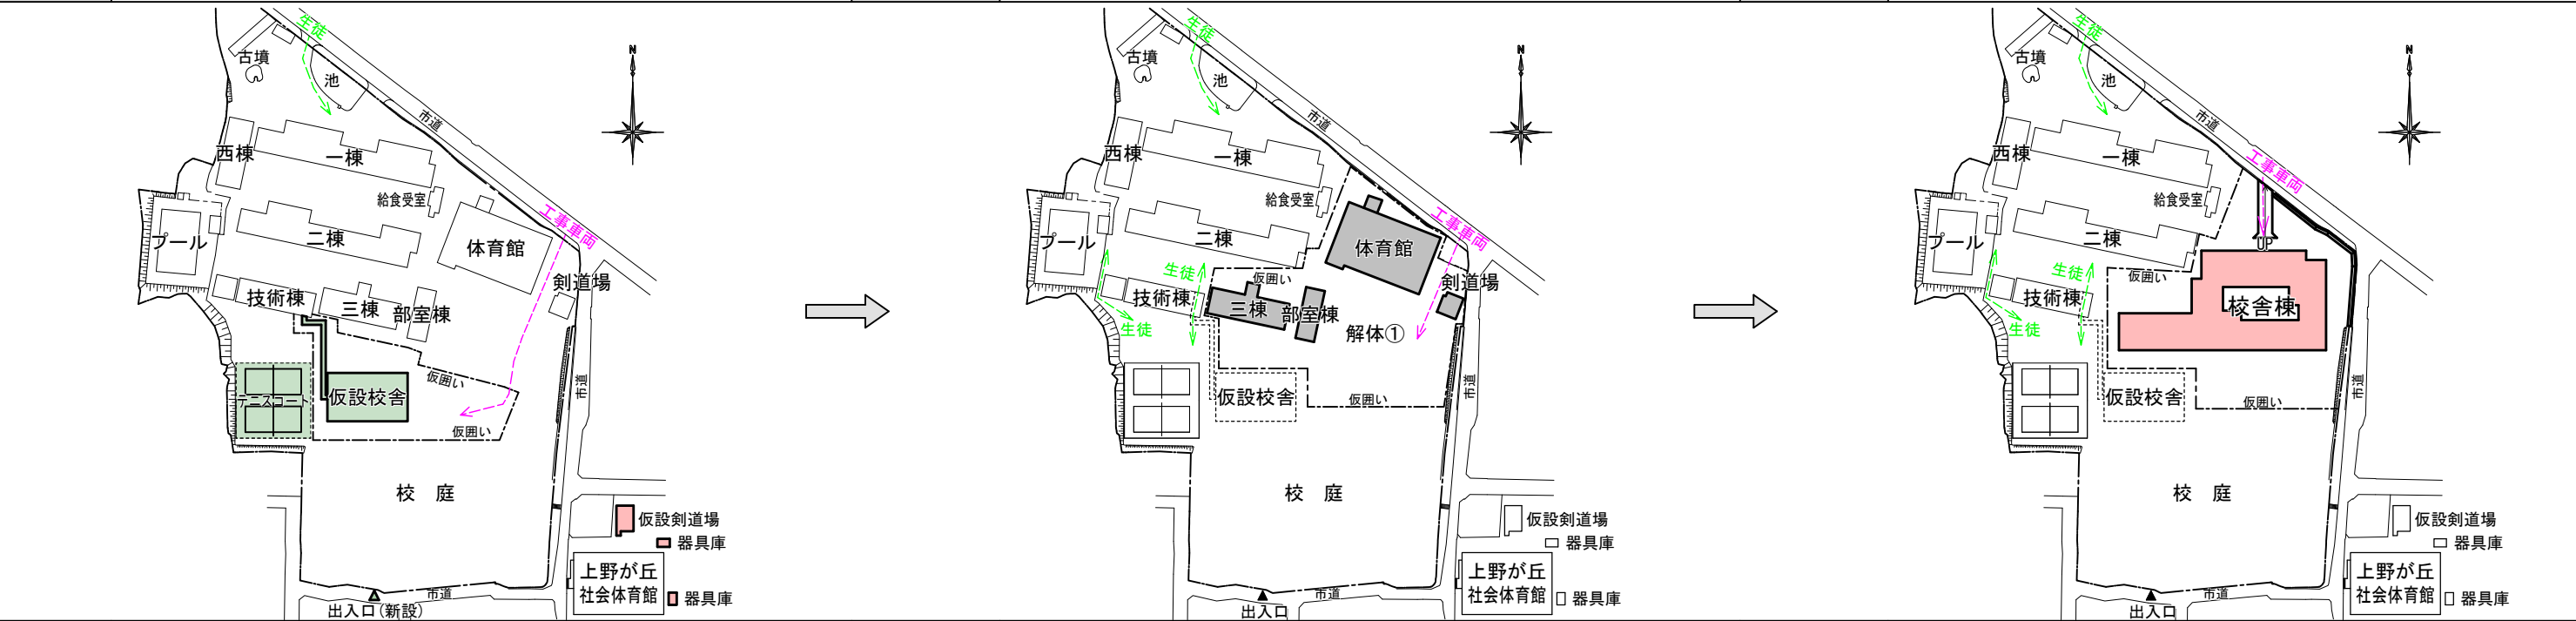 生徒
古墳
池
N
市道
西棟
一棟
給食受室
工事車両
プール
二棟
体育館
剣道場
技術棟
三棟
部室棟
仮囲い
テニスコート
仮設校舎
市道
仮囲い
校 庭
仮設剣道場
器具庫
上野が丘
社会体育館
器具庫
市道
出入口(新設)
生徒
古墳
池
N
市道
西棟
一棟
給食受室
工事車両
プール
二棟
体育館
生徒
仮囲い
剣道場
技術棟
三棟
部室棟
生徒
解体①
市道
仮設校舎
仮囲い
校 庭
仮設剣道場
器具庫
上野が丘
社会体育館
器具庫
市道
出入口
生徒
古墳
池
N
市道
西棟
一棟
工事車両
給食受室
プール
二棟
UP
生徒
仮囲い
技術棟
校舎棟
生徒
市道
仮設校舎
仮囲い
校 庭
仮設剣道場
器具庫
上野が丘
社会体育館
器具庫
市道
出入口